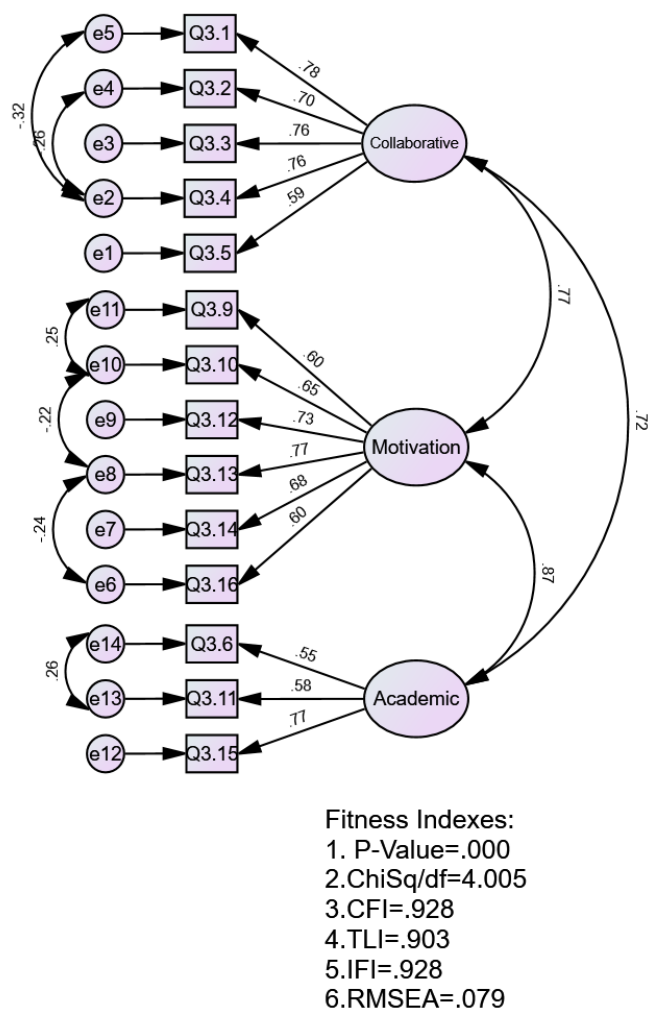 e5 Q3.1
.78
e4 Q3.2
.70
-.32
.26
e3 Q3.3
.76
Collaborative
e2 Q3.4
.76
.59
e1 Q3.5
.77
e11 Q3.9
.25
.60
e10 Q3.10
.65
-.22
e9 Q3.12
.73
.72
Motivation
e8 Q3.13
.77
.68
-.24
e7 Q3.14
.60
e6 Q3.16
.87
e14 Q3.6
.55
.26
e13 Q3.11
.58
Academic
.77
e12 Q3.15
Fitness Indexes:
1. P-Value=.000
2.ChiSq/df=4.005
3.CFI=.928
4.TLI=.903
5.IFI=.928
6.RMSEA=.079